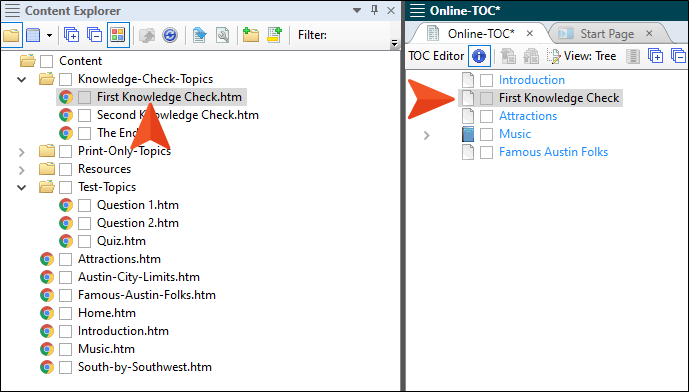 Content Explorer
Filter:
Content
Knowledge-Check-Topics
First Knowledge Check.htm
Second Knowledge Check.htm
The End
Print-Only-Topics
Resources
Test-Topics
Question 1.htm
Question 2.htm
Quiz.htm
Attractions.htm
Austin-City-Limits.htm
Famous-Austin-Folks.htm
Home.htm
Introduction.htm
Music.htm
South-by-Southwest.htm
Online-TOC*
Online-TOC*
Start Page
TOC Editor
View: Tree
Introduction
First Knowledge Check
Attractions
Music
Famous Austin Folks